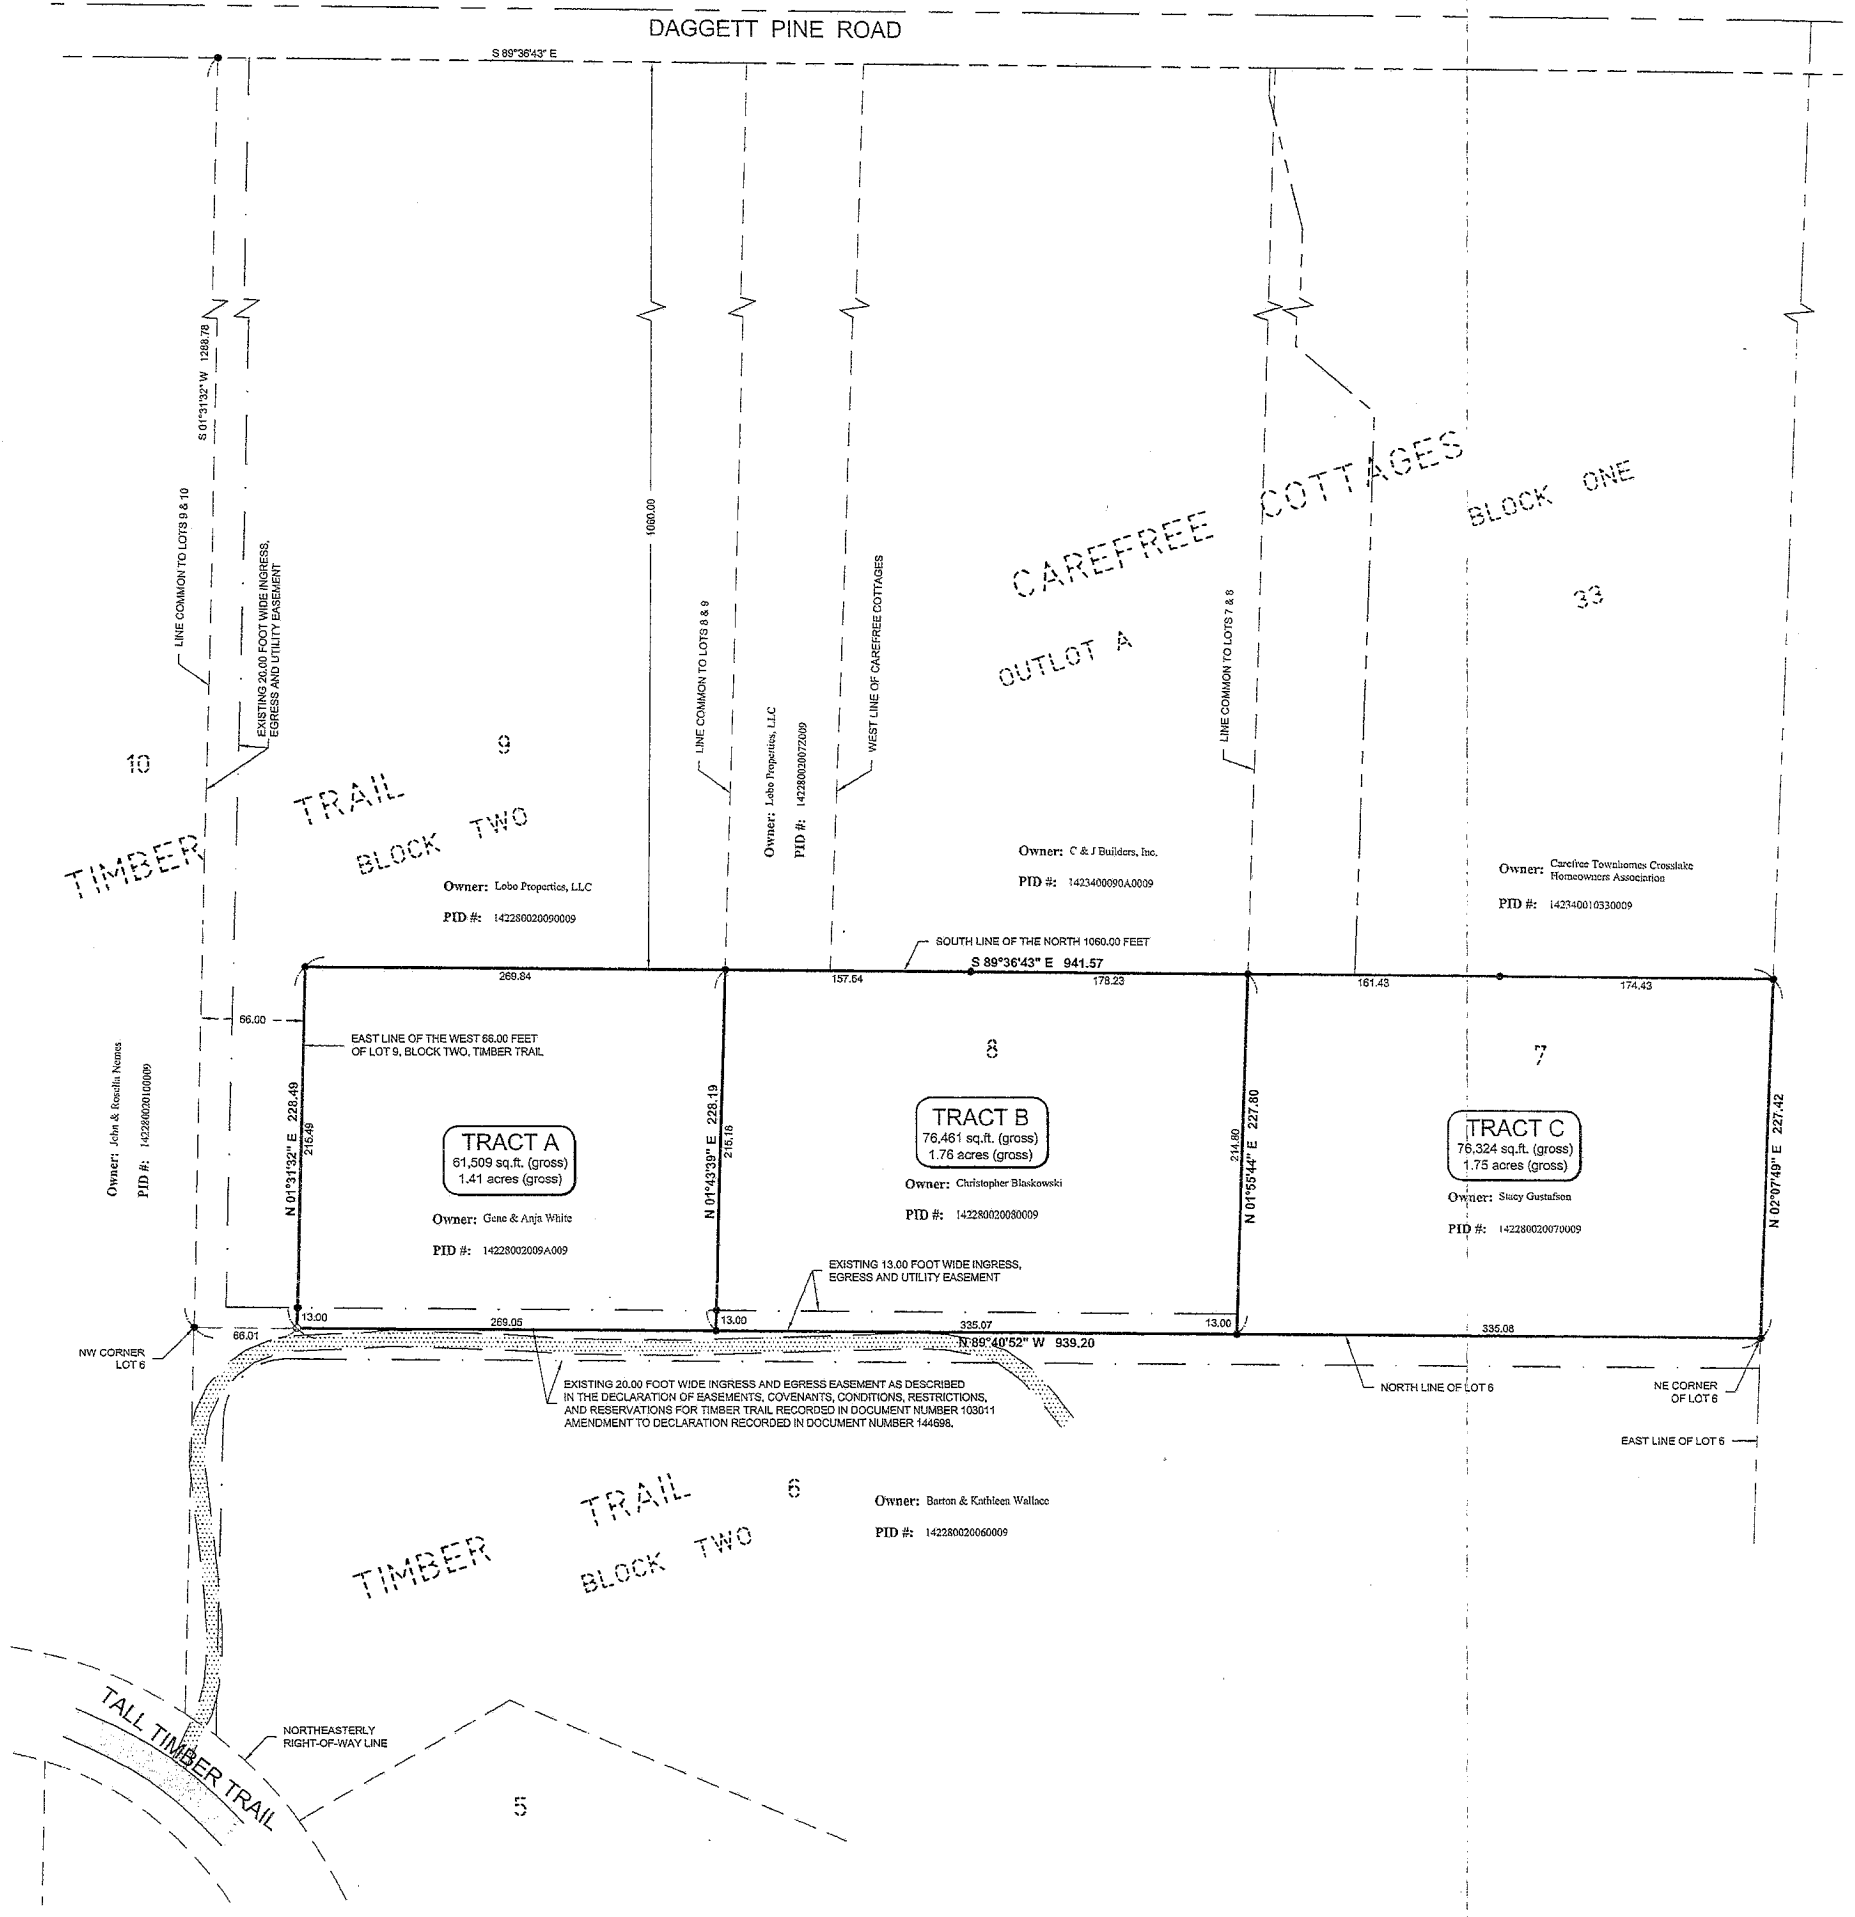 DAGGETT PINE ROAD
S 89°36'43" E
S 01°31'32" W 1288.78
LINE COMMON TO LOTS 9 & 10
EXISTING 20.00 FOOT WIDE INGRESS,
EGRESS AND UTILITY EASEMENT
1060.00
LINE COMMON TO LOTS 8 & 9
Owner: Lobo Properties, LLC
PID #: 14228002007Z009
WEST LINE OF CAREFREE COTTAGES
CAREFREE COTTAGES
BLOCK ONE
OUTLOT A
33
LINE COMMON TO LOTS 7 & 8
10
9
TIMBER TRAIL
BLOCK TWO
Owner: Lobo Properties, LLC
PID #: 142280020090009
Owner: C & J Builders, Inc.
PID #: 1423400090A0009
Owner: Carefree Townhomes Crosslake
Homeowners Association
PID #: 142340010330009
SOUTH LINE OF THE NORTH 1060.00 FEET
S 89°36'43" E 941.57
269.84
157.64
178.23
161.43
174.43
66.00
EAST LINE OF THE WEST 66.00 FEET
OF LOT 9, BLOCK TWO, TIMBER TRAIL
8
7
Owner: John & Rosella Nemes
PID #: 142280020100009
N 01°31'32" E 228.49
215.49
TRACT A
61,509 sq.ft. (gross)
1.41 acres (gross)
Owner: Gene & Anja White
PID #: 14228002009A009
N 01°43'39" E 228.19
215.18
TRACT B
76,461 sq.ft. (gross)
1.76 acres (gross)
Owner: Christopher Blaskowski
PID #: 142280020080009
214.80
N 01°55'44" E 227.80
TRACT C
76,324 sq.ft. (gross)
1.75 acres (gross)
Owner: Stacy Gustafson
PID #: 142280020070009
N 02°07'49" E 227.42
EXISTING 13.00 FOOT WIDE INGRESS,
EGRESS AND UTILITY EASEMENT
13.00
269.05
13.00
335.07
13.00
335.08
66.01
N 89°40'52" W 939.20
NW CORNER
LOT 6
EXISTING 20.00 FOOT WIDE INGRESS AND EGRESS EASEMENT AS DESCRIBED
IN THE DECLARATION OF EASEMENTS, COVENANTS, CONDITIONS, RESTRICTIONS,
AND RESERVATIONS FOR TIMBER TRAIL RECORDED IN DOCUMENT NUMBER 103011
AMENDMENT TO DECLARATION RECORDED IN DOCUMENT NUMBER 144698.
NORTH LINE OF LOT 6
NE CORNER
OF LOT 6
EAST LINE OF LOT 6
TIMBER TRAIL
BLOCK TWO
6
Owner: Barton & Kathleen Wallace
PID #: 142280020060009
TALL TIMBER TRAIL
NORTHEASTERLY
RIGHT-OF-WAY LINE
5